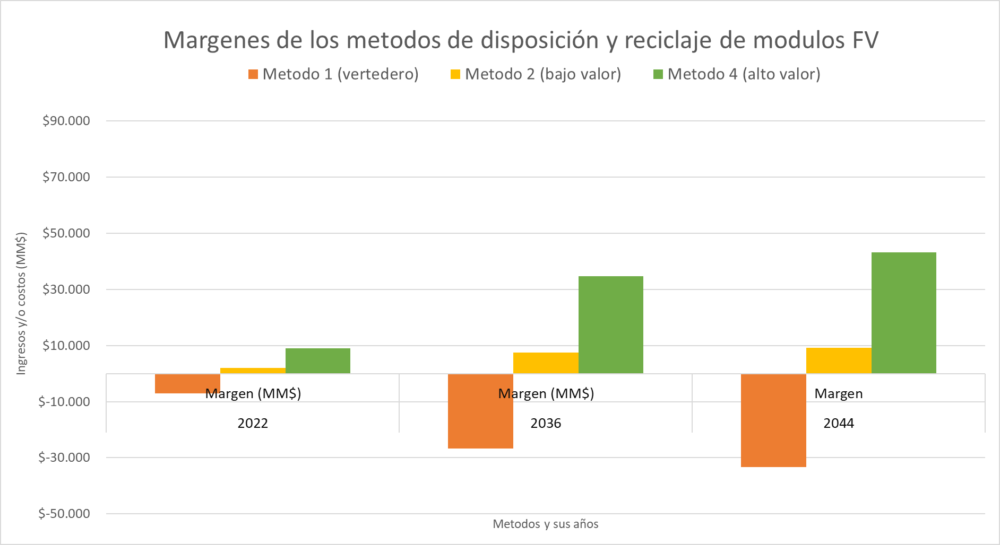 Margenes de los metodos de disposición y reciclaje de modulos FV
Metodo 1 (vertedero) Metodo 2 (bajo valor) Metodo 4 (alto valor)
Ingresos y/o costos (MM$)
$90.000
$70.000
$50.000
$30.000
$10.000
$-10.000
$-30.000
$-50.000
Margen (MM$) Margen (MM$) Margen
2022 2036 2044
Metodos y sus años